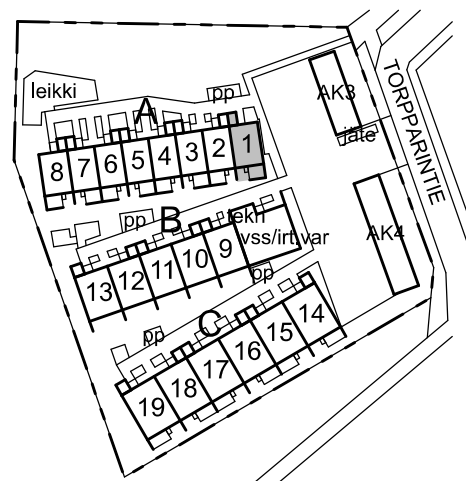 leikki
A
pp
AK3
TORPPARINTIE
jäte
8 7 6 5 4 3 2 1
pp
B
tekn
vss/irt.var
AK4
13 12 11 10 9
pp
C
pp
19 18 17 16 15 14